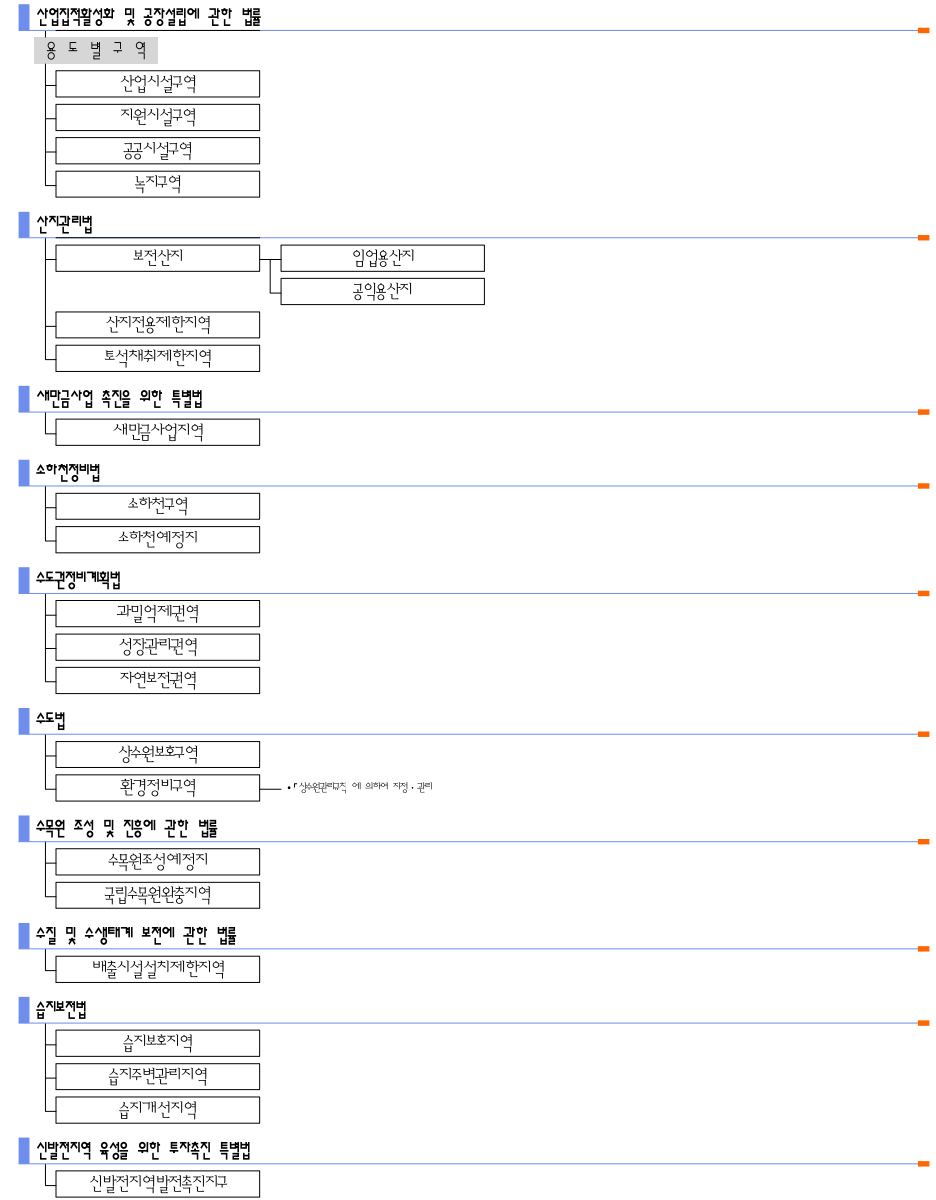 산업집적활성화 및 공장설립에 관한 법률
용 도 별 구 역
산업시설구역
지원시설구역
공공시설구역
녹지구역
산지관리법
보전산지
임업용산지
공익용산지
산지전용제한지역
토석채취제한지역
새만금사업 촉진을 위한 특별법
새만금사업지역
소하천정비법
소하천구역
소하천예정지
수도권정비계획법
과밀억제권역
성장관리권역
자연보전권역
수도법
상수원보호구역
환경정비구역
•「상수원관리규칙」에 의하여 지정·관리
수목원 조성 및 진흥에 관한 법률
수목원조성예정지
국립수목원완충지역
수질 및 수생태계 보전에 관한 법률
배출시설설치제한지역
습지보전법
습지보호지역
습지주변관리지역
습지개선지역
신발전지역 육성을 위한 투자촉진 특별법
신발전지역발전촉진지구